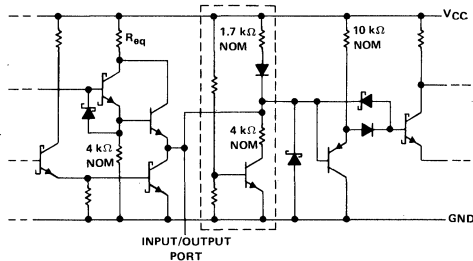 VCC
Req
1.7 kΩ
NOM
10 kΩ
NOM
4 kΩ
NOM
4 kΩ
NOM
GND
INPUT/OUTPUT
PORT